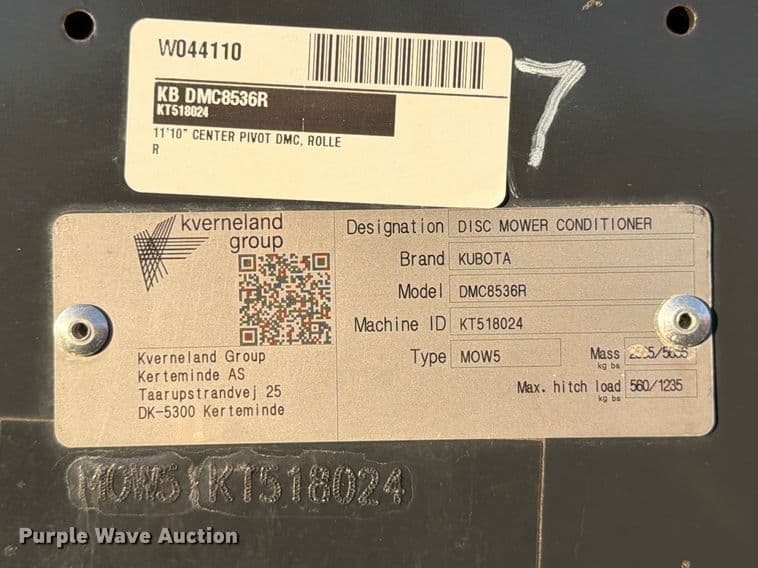 W044110
7
KB DMC8536R
KT518024
11'10" CENTER PIVOT DMC, ROLLE
R
kverneland
group
Designation DISC MOWER CONDITIONER
Brand KUBOTA
Model DMC8536R
Machine ID KT518024
Type MOW5 Mass
kg lbs
Max. hitch load 560/1235
kg lbs
Kverneland Group
Kerteminde AS
Taarupstrandvej 25
DK-5300 Kerteminde
MOW5 KT518024
Purple Wave Auction